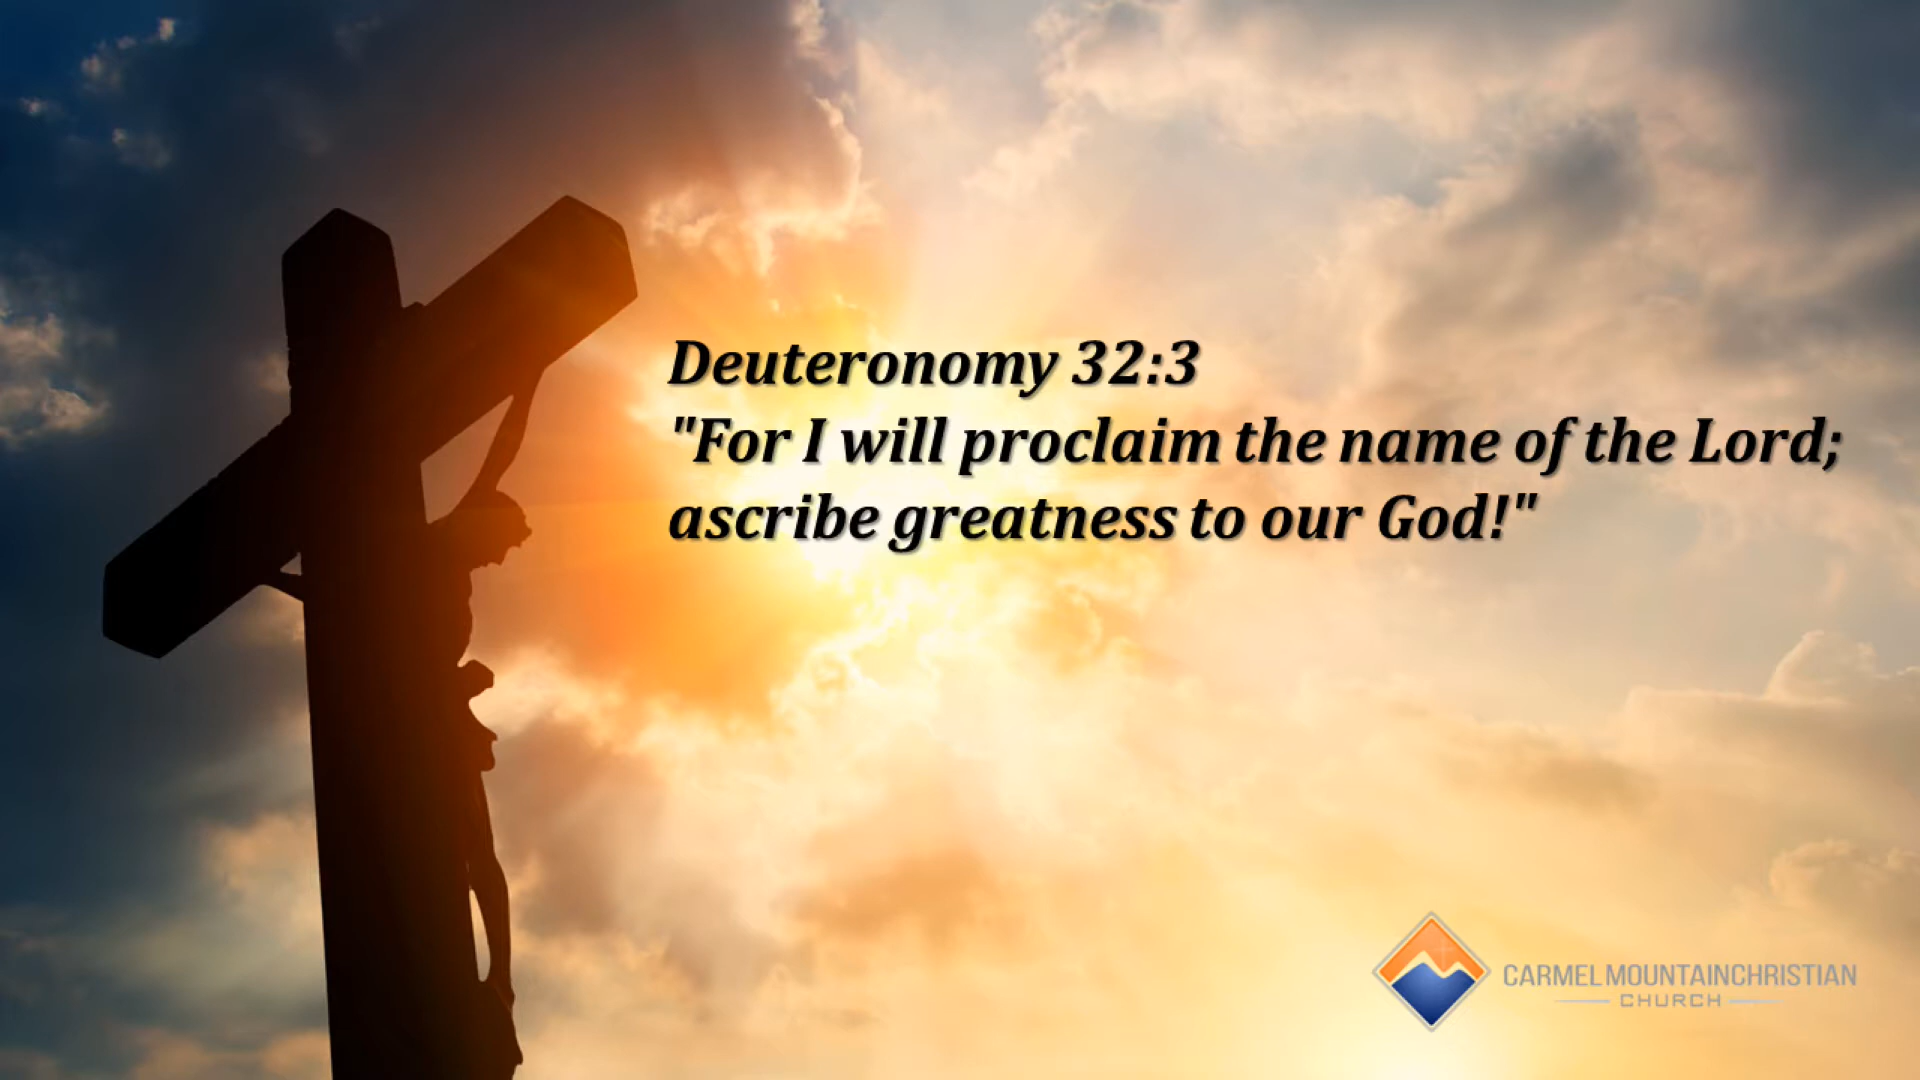 Deuteronomy 32:3
"For I will proclaim the name of the Lord;
ascribe greatness to our God!"
CARMEL MOUNTAIN CHRISTIAN
CHURCH